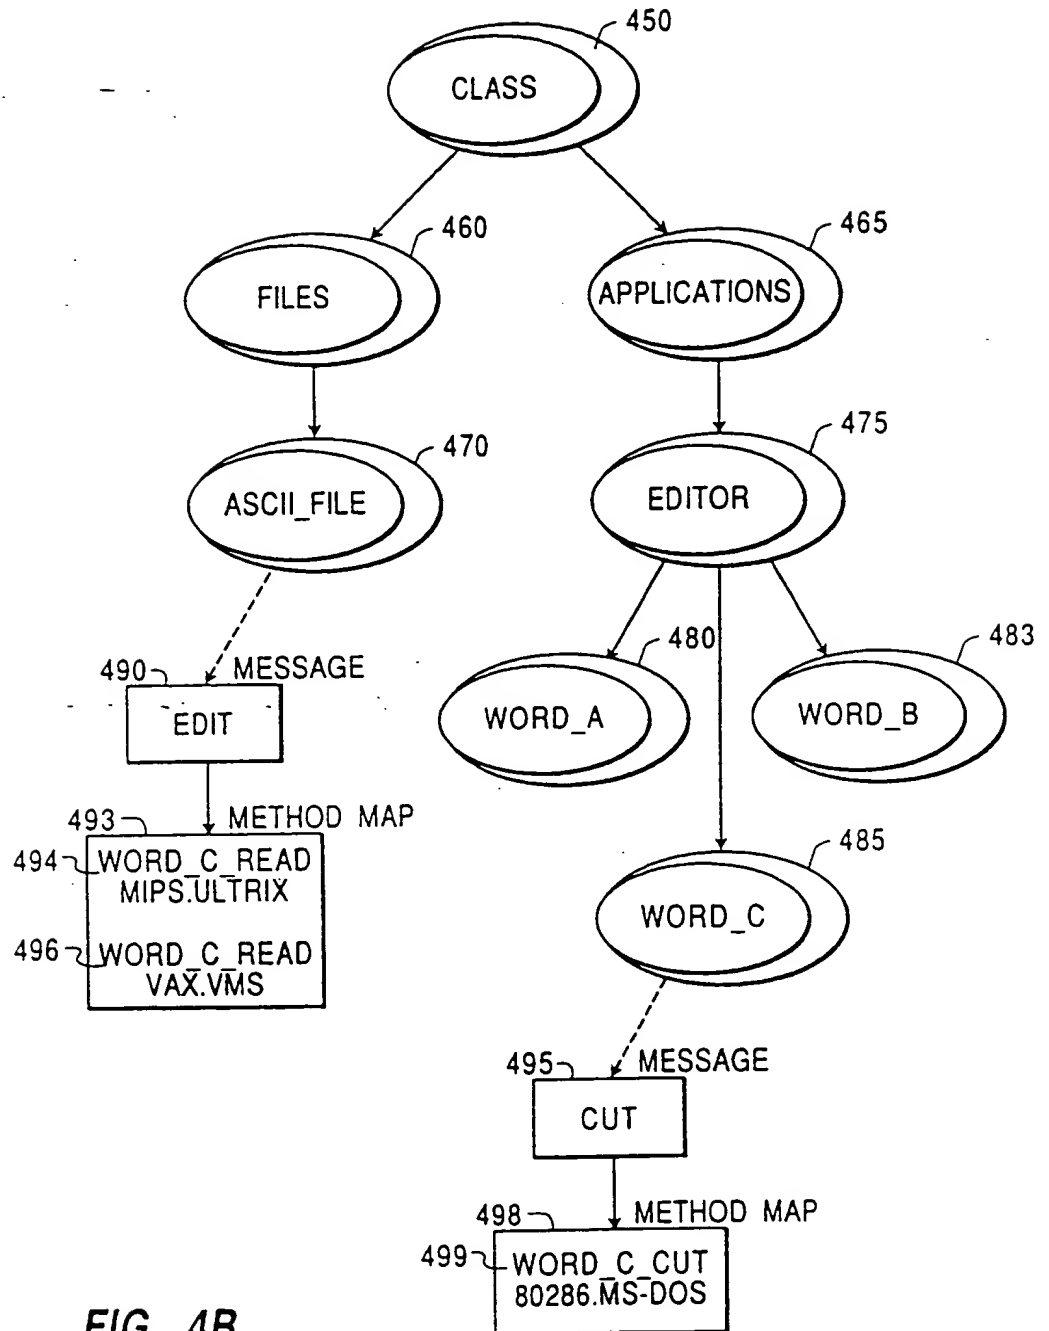 450
CLASS
460
465
FILES
APPLICATIONS
470
475
ASCII_FILE
EDITOR
480
483
490 MESSAGE
EDIT
WORD_A
WORD_B
493 METHOD MAP
494 WORD_C_READ
MIPS.ULTRIX
485
WORD_C
496 WORD_C_READ
VAX.VMS
495 MESSAGE
CUT
498 METHOD MAP
499 WORD_C_CUT
80286.MS-DOS
FIG. 4B